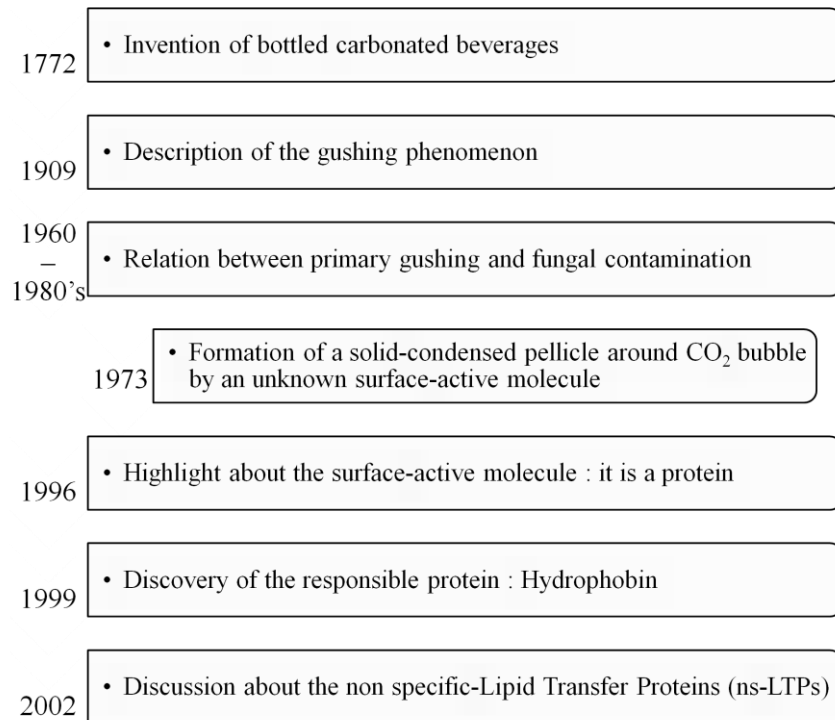 1772
• Invention of bottled carbonated beverages
1909
• Description of the gushing phenomenon
1960
–
1980's
• Relation between primary gushing and fungal contamination
1973
• Formation of a solid-condensed pellicle around CO₂ bubble
by an unknown surface-active molecule
1996
• Highlight about the surface-active molecule : it is a protein
1999
• Discovery of the responsible protein : Hydrophobin
2002
• Discussion about the non specific-Lipid Transfer Proteins (ns-LTPs)